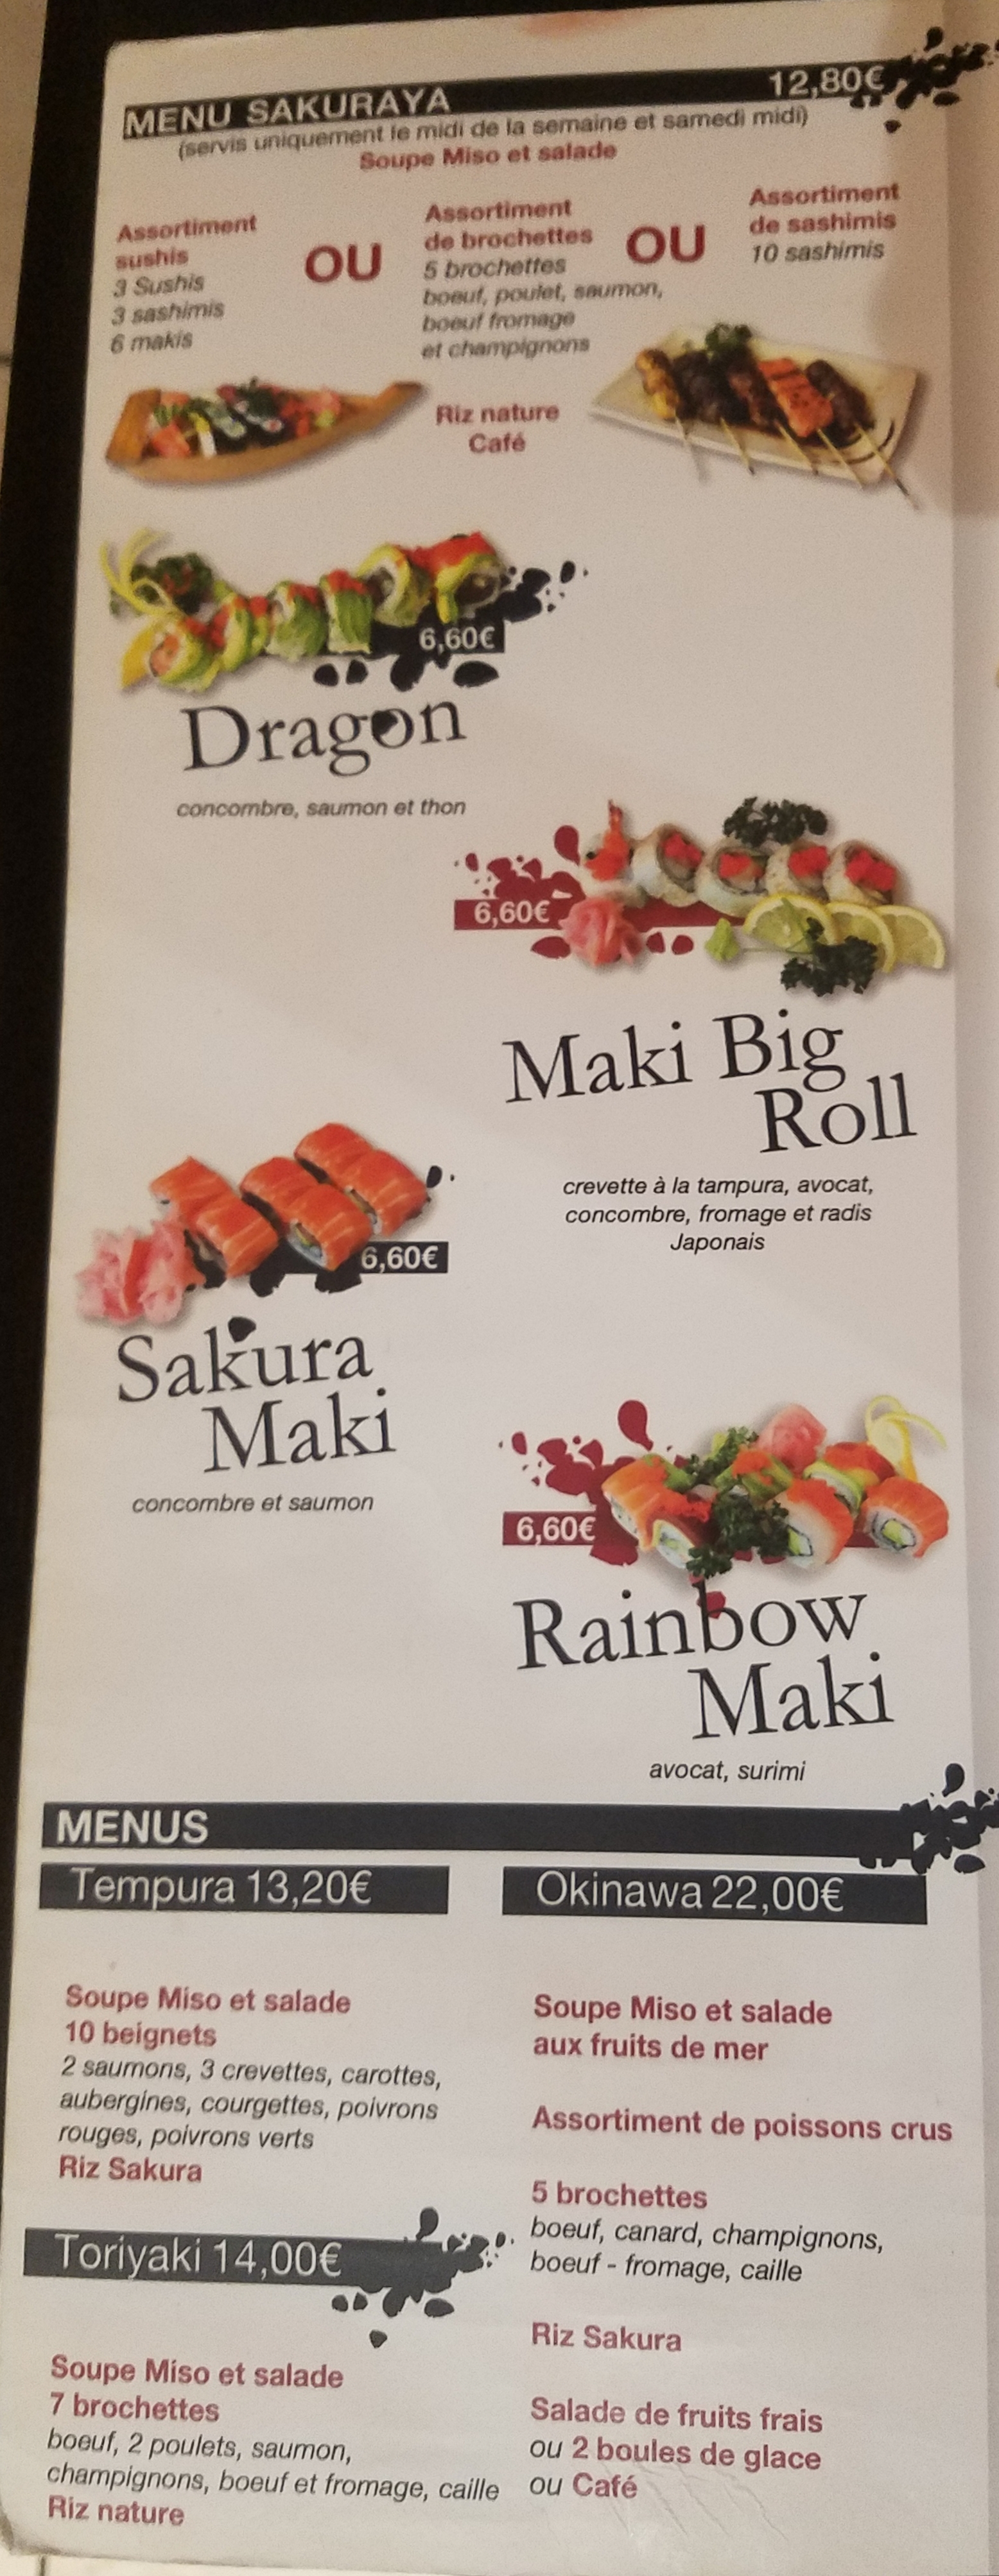 MENU SAKURAYA 12,80€
(servis uniquement le midi de la semaine et samedi midi)
Soupe Miso et salade
Assortiment
sushis
3 Sushis
3 sashimis
6 makis
OU
Assortiment
de brochettes
5 brochettes
boeuf, poulet, saumon,
boeuf fromage
et champignons
OU
Assortiment
de sashimis
10 sashimis
Riz nature
Café
6,60€
Dragon
concombre, saumon et thon
6,60€
Maki Big
Roll
crevette à la tampura, avocat,
concombre, fromage et radis
Japonais
6,60€
Sakura
Maki
concombre et saumon
6,60€
Rainbow
Maki
avocat, surimi
MENUS
Tempura 13,20€
Soupe Miso et salade
10 beignets
2 saumons, 3 crevettes, carottes,
aubergines, courgettes, poivrons
rouges, poivrons verts
Riz Sakura
Toriyaki 14,00€
Soupe Miso et salade
7 brochettes
boeuf, 2 poulets, saumon,
champignons, boeuf et fromage, caille
Riz nature
Okinawa 22,00€
Soupe Miso et salade
aux fruits de mer
Assortiment de poissons crus
5 brochettes
boeuf, canard, champignons,
boeuf - fromage, caille
Riz Sakura
Salade de fruits frais
ou 2 boules de glace
ou Café